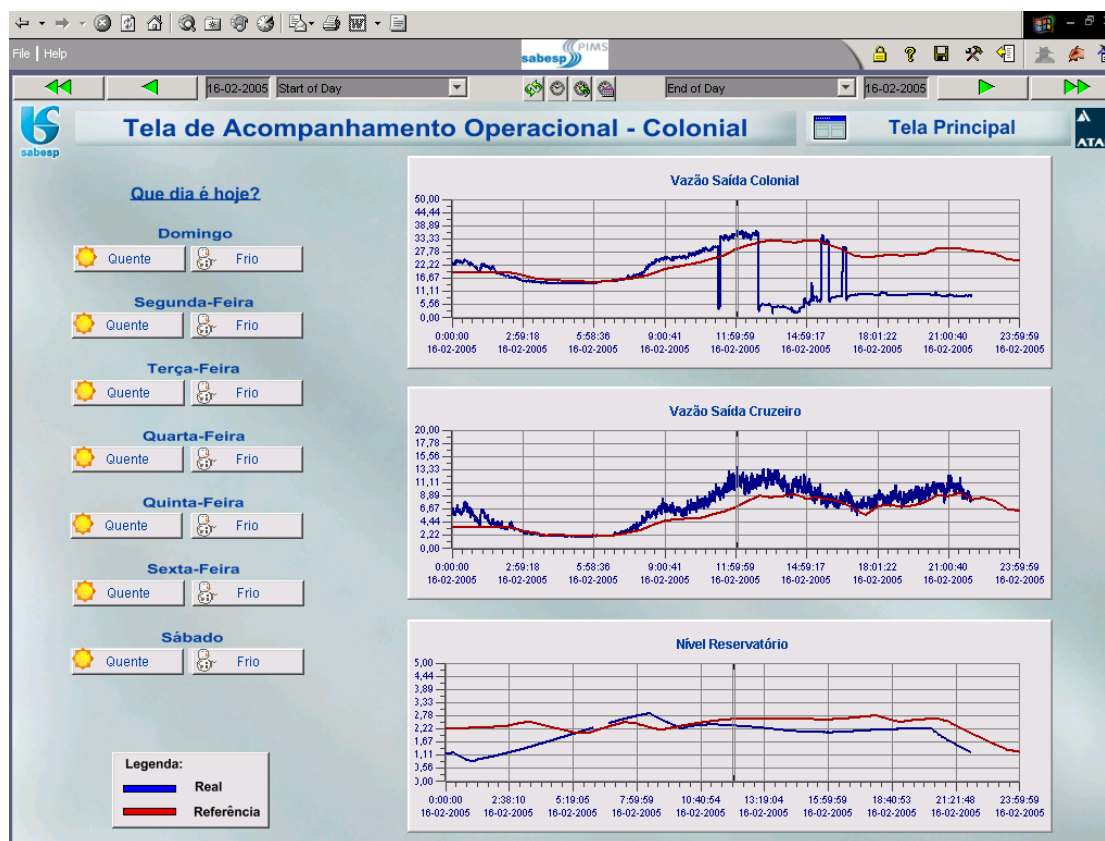 File | Help
sabesp PIMS
16-02-2005 Start of Day End of Day 16-02-2005
sabesp
Tela de Acompanhamento Operacional - Colonial
Tela Principal
ATA
Que dia é hoje?
Domingo
Quente Frio
Segunda-Feira
Quente Frio
Terça-Feira
Quente Frio
Quarta-Feira
Quente Frio
Quinta-Feira
Quente Frio
Sexta-Feira
Quente Frio
Sábado
Quente Frio
Legenda:
Real
Referência
Vazão Saída Colonial
50,00
44,44
38,89
33,33
27,78
22,22
16,67
11,11
5,56
0,00
0:00:00 2:59:18 5:58:36 9:00:41 11:59:59 14:59:17 18:01:22 21:00:40 23:59:59
16-02-2005 16-02-2005 16-02-2005 16-02-2005 16-02-2005 16-02-2005 16-02-2005 16-02-2005 16-02-2005
Vazão Saída Cruzeiro
20,00
17,78
15,56
13,33
11,11
8,89
6,67
4,44
2,22
0,00
0:00:00 2:59:18 5:58:36 9:00:41 11:59:59 14:59:17 18:01:22 21:00:40 23:59:59
16-02-2005 16-02-2005 16-02-2005 16-02-2005 16-02-2005 16-02-2005 16-02-2005 16-02-2005 16-02-2005
Nível Reservatório
5,00
4,44
3,89
3,33
2,78
2,22
1,67
1,11
0,56
0,00
0:00:00 2:38:10 5:19:05 7:59:59 10:40:54 13:19:04 15:59:59 18:40:53 21:21:48 23:59:59
16-02-2005 16-02-2005 16-02-2005 16-02-2005 16-02-2005 16-02-2005 16-02-2005 16-02-2005 16-02-2005 16-02-2005